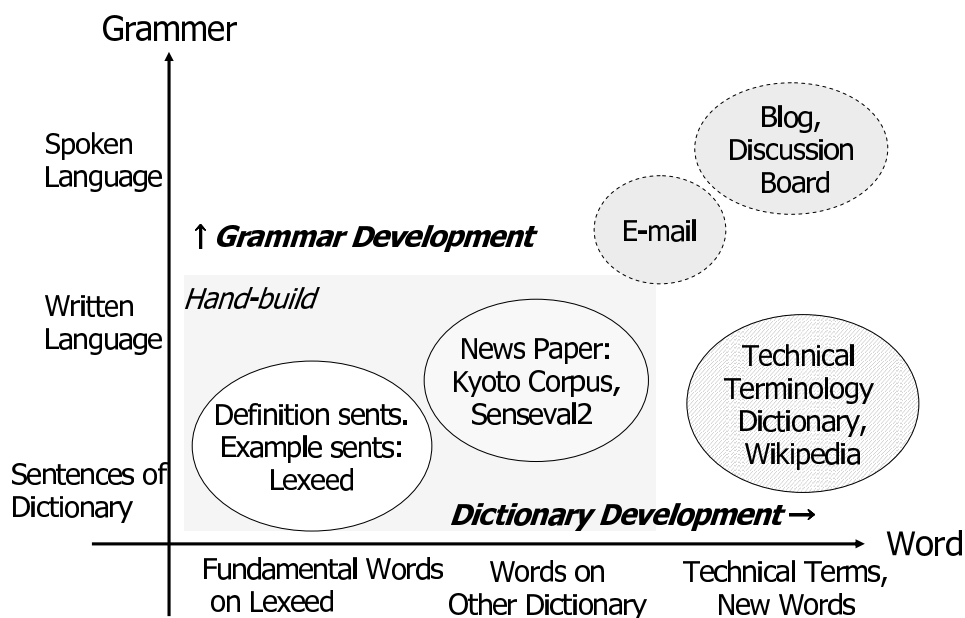 Grammer
Spoken
Language
Blog,
Discussion
Board
E-mail
↑ Grammar Development
Written
Language
Hand-build
News Paper:
Kyoto Corpus,
Senseval2
Technical
Terminology
Dictionary,
Wikipedia
Definition sents.
Example sents:
Lexeed
Sentences of
Dictionary
Dictionary Development →
Word
Fundamental Words
on Lexeed
Words on
Other Dictionary
Technical Terms,
New Words